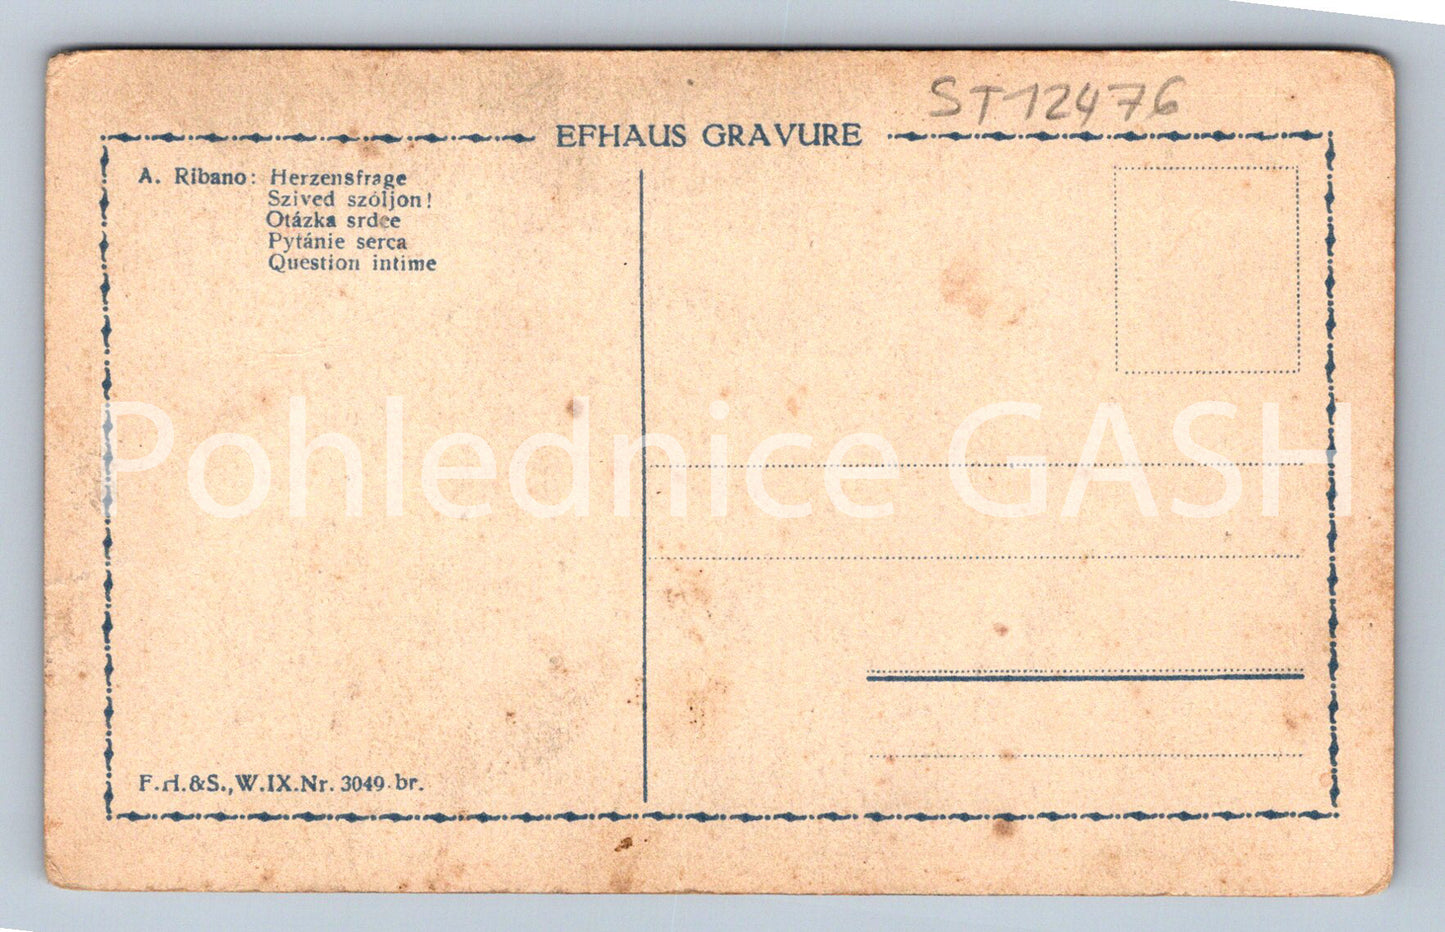 ST12476
EFHAUS GRAVURE
A. Ribano: Herzensfrage
Szived szóljon!
Otázka srdce
Pytánie serca
Question intime
Pohlednice GASH
F.H.&S., W.IX.Nr. 3049 br.